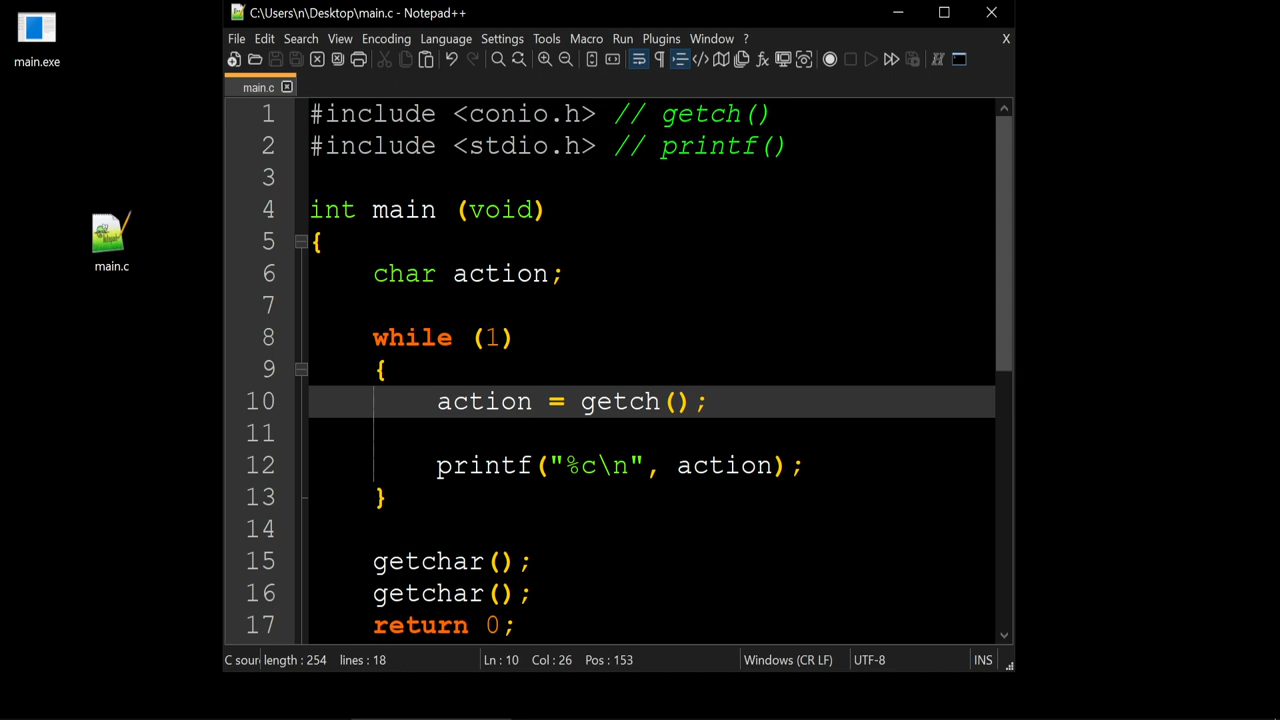 main.exe
main.c
C:\Users\n\Desktop\main.c - Notepad++
File Edit Search View Encoding Language Settings Tools Macro Run Plugins Window ? X
main.c
1 #include <conio.h> // getch()
2 #include <stdio.h> // printf()
3
4 int main (void)
5 {
6 char action;
7
8 while (1)
9 {
10 action = getch();
11
12 printf("%c\n", action);
13 }
14
15 getchar();
16 getchar();
17 return 0;
C sour length : 254 lines : 18 Ln : 10 Col : 26 Pos : 153 Windows (CR LF) UTF-8 INS